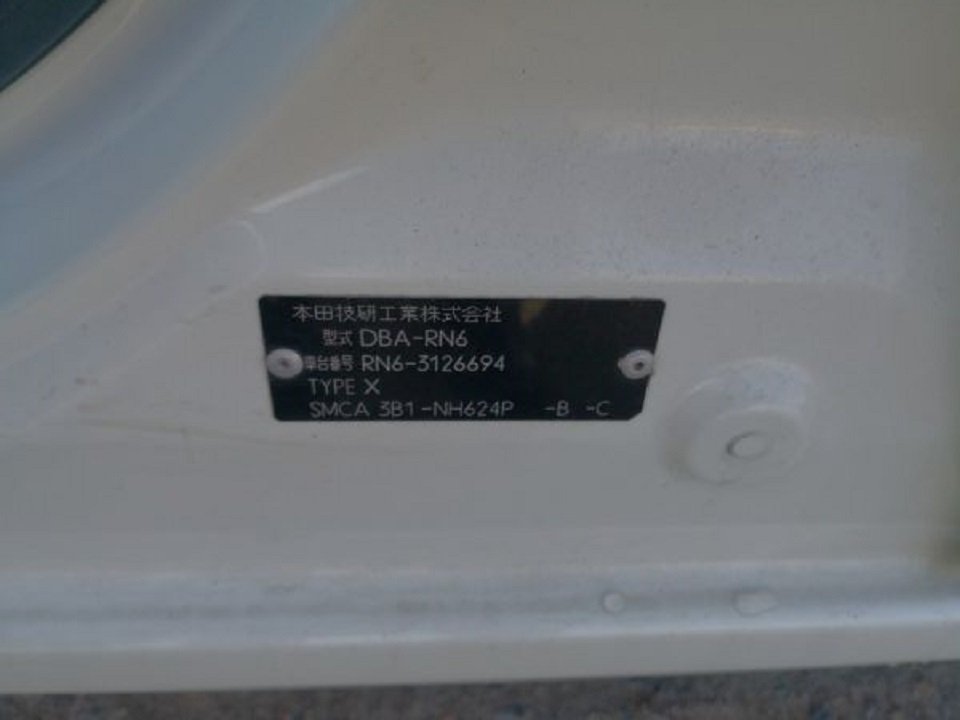 本田技研工業株式会社
型式 DBA-RN6
車台番号 RN6-3126694
TYPE X
SMCA 3B1-NH624P -B -C